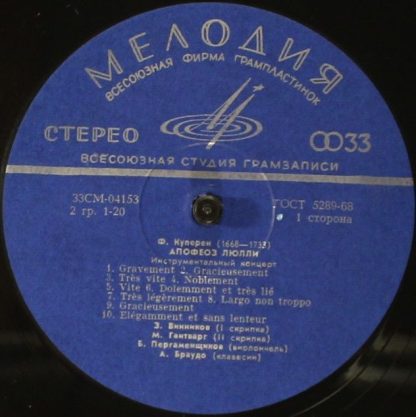 МЕЛОДИЯ
ВСЕСОЮЗНАЯ ФИРМА ГРАМПЛАСТИНОК
СТЕРЕО
33
ВСЕСОЮЗНАЯ СТУДИЯ ГРАМЗАПИСИ
33СМ-04153
ГОСТ 5289-68
2 гр. 1-20
1 сторона
Ф. Куперен (1668—1733)
АПОФЕОЗ ЛЮЛЛИ
Инструментальный концерт
1. Gravement 2. Gracieusement
3. Très vite 4. Noblement
5. Vite 6. Dolemment et très lié
7. Très légèrement 8. Largo non troppo
9. Gracieusement
10. Elégamment et sans lenteur
З. Винников (I скрипка)
М. Гантварг (II скрипка)
Б. Пергаменщиков (виолончель)
А. Браудо (клавесин)